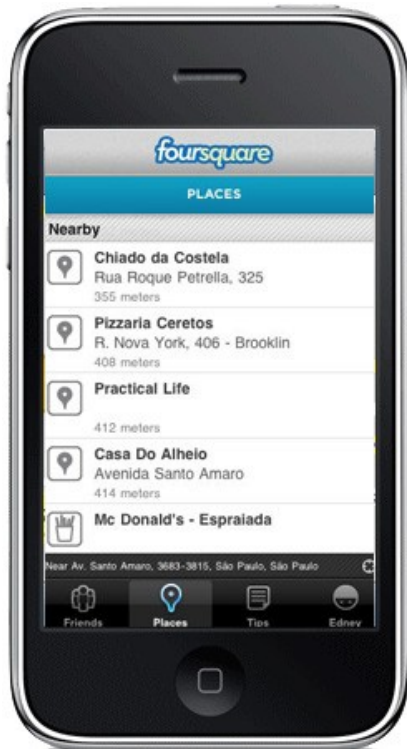 foursquare
PLACES
Nearby
Chiado da Costela
Rua Roque Petrella, 325
355 meters
Pizzaria Ceretos
R. Nova York, 406 - Brooklin
408 meters
Practical Life
412 meters
Casa Do Alheio
Avenida Santo Amaro
414 meters
Mc Donald's - Espraiada
Near Av. Santo Amaro, 3683-3815, São Paulo, São Paulo
Friends Places Tips Edney